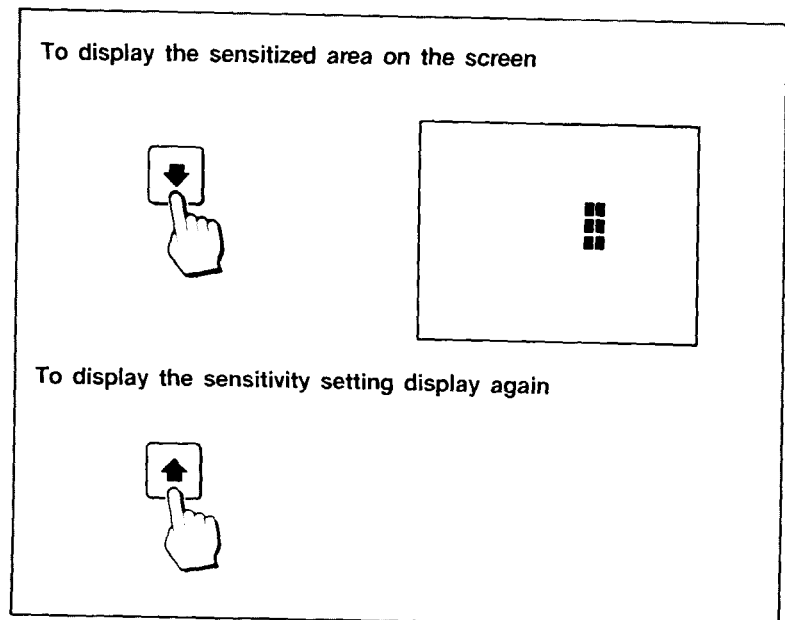 To display the sensitized area on the screen
To display the sensitivity setting display again